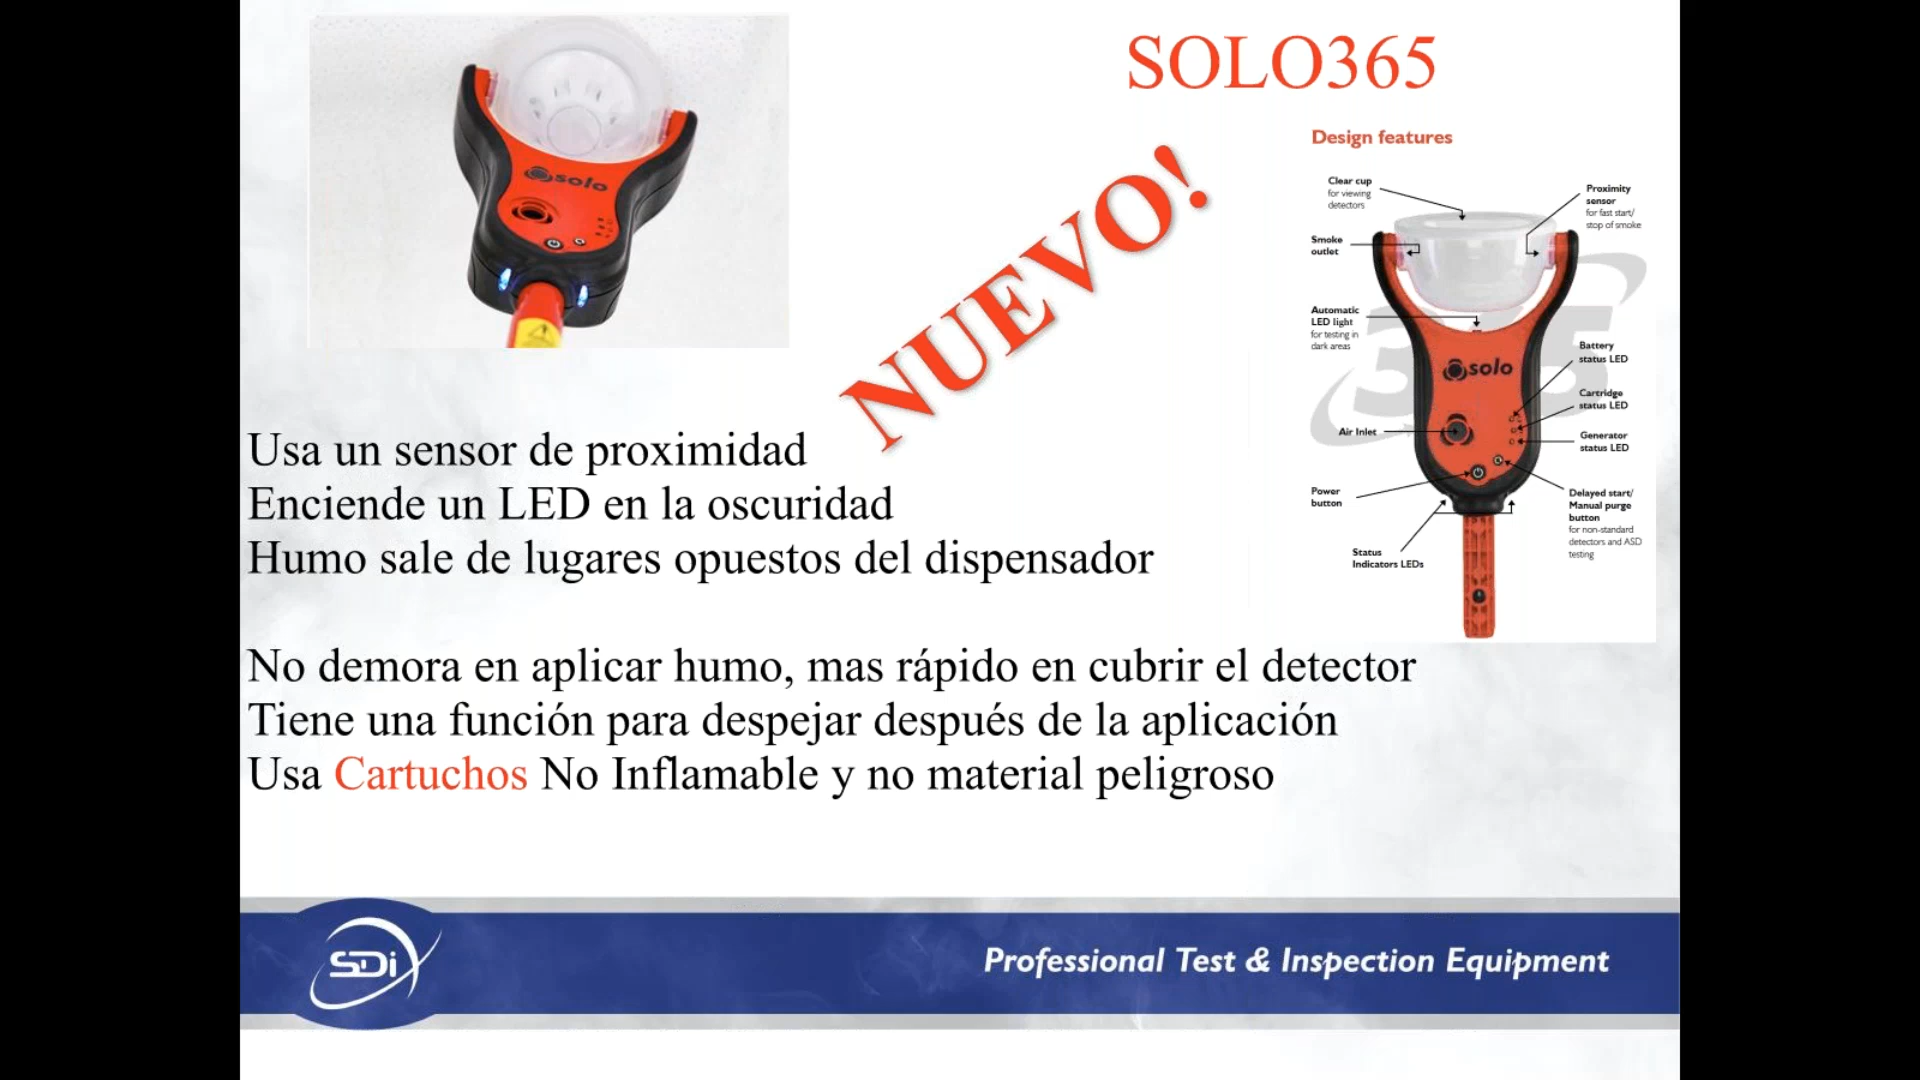 SOLO365
solo
NUEVO!
Design features
Clear cup
for viewing
detectors
Proximity
sensor
for fast start/
stop of smoke
Smoke
outlet
Automatic
LED light
for testing in
dark areas
365
solo
Battery
status LED
Cartridge
status LED
Air Inlet
Generator
status LED
Power
button
Delayed start/
Manual purge
button
for non-standard
detectors and ASD
testing
Status
Indicators LEDs
Usa un sensor de proximidad
Enciende un LED en la oscuridad
Humo sale de lugares opuestos del dispensador
No demora en aplicar humo, mas rápido en cubrir el detector
Tiene una función para despejar después de la aplicación
Usa Cartuchos No Inflamable y no material peligroso
SDi
Professional Test & Inspection Equipment